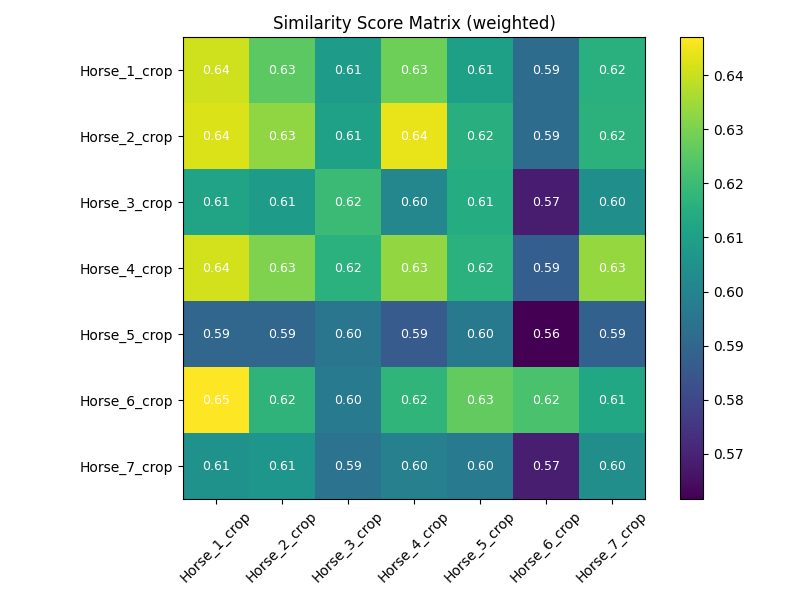 Similarity Score Matrix (weighted)
Horse_1_crop 0.64 0.63 0.61 0.63 0.61 0.59 0.62
Horse_2_crop 0.64 0.63 0.61 0.64 0.62 0.59 0.62
Horse_3_crop 0.61 0.61 0.62 0.60 0.61 0.57 0.60
Horse_4_crop 0.64 0.63 0.62 0.63 0.62 0.59 0.63
Horse_5_crop 0.59 0.59 0.60 0.59 0.60 0.56 0.59
Horse_6_crop 0.65 0.62 0.60 0.62 0.63 0.62 0.61
Horse_7_crop 0.61 0.61 0.59 0.60 0.60 0.57 0.60
Horse_1_crop Horse_2_crop Horse_3_crop Horse_4_crop Horse_5_crop Horse_6_crop Horse_7_crop
0.64
0.63
0.62
0.61
0.60
0.59
0.58
0.57